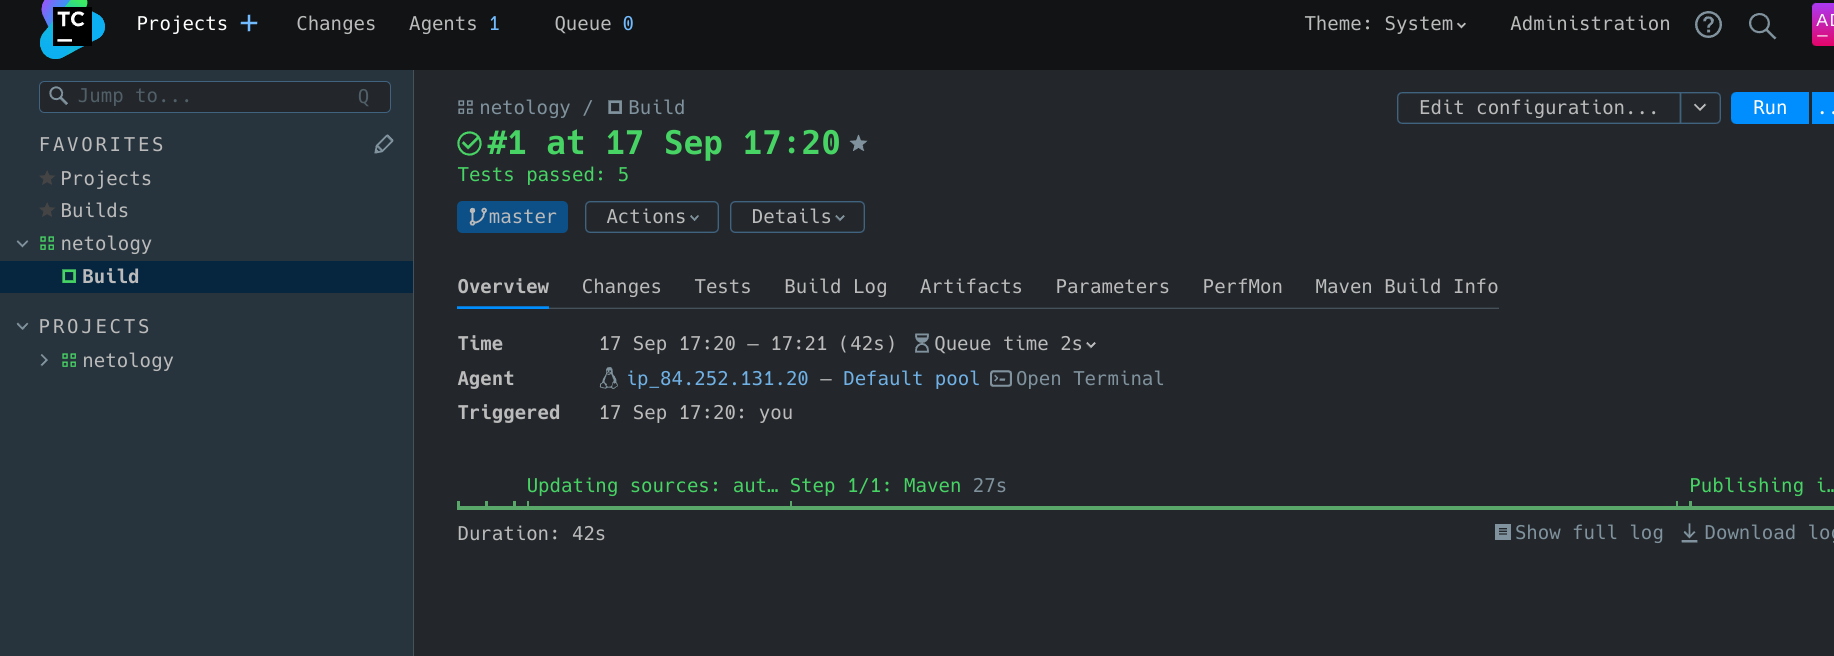 TC
Projects + Changes Agents 1 Queue 0 Theme: System Administration
Jump to... Q
FAVORITES
Projects
Builds
netology
Build
PROJECTS
netology
netology / Build
Edit configuration... Run ..
#1 at 17 Sep 17:20
Tests passed: 5
master Actions Details
Overview Changes Tests Build Log Artifacts Parameters PerfMon Maven Build Info
Time 17 Sep 17:20 – 17:21 (42s) Queue time 2s
Agent ip_84.252.131.20 – Default pool Open Terminal
Triggered 17 Sep 17:20: you
Updating sources: aut… Step 1/1: Maven 27s Publishing i…
Duration: 42s Show full log Download log